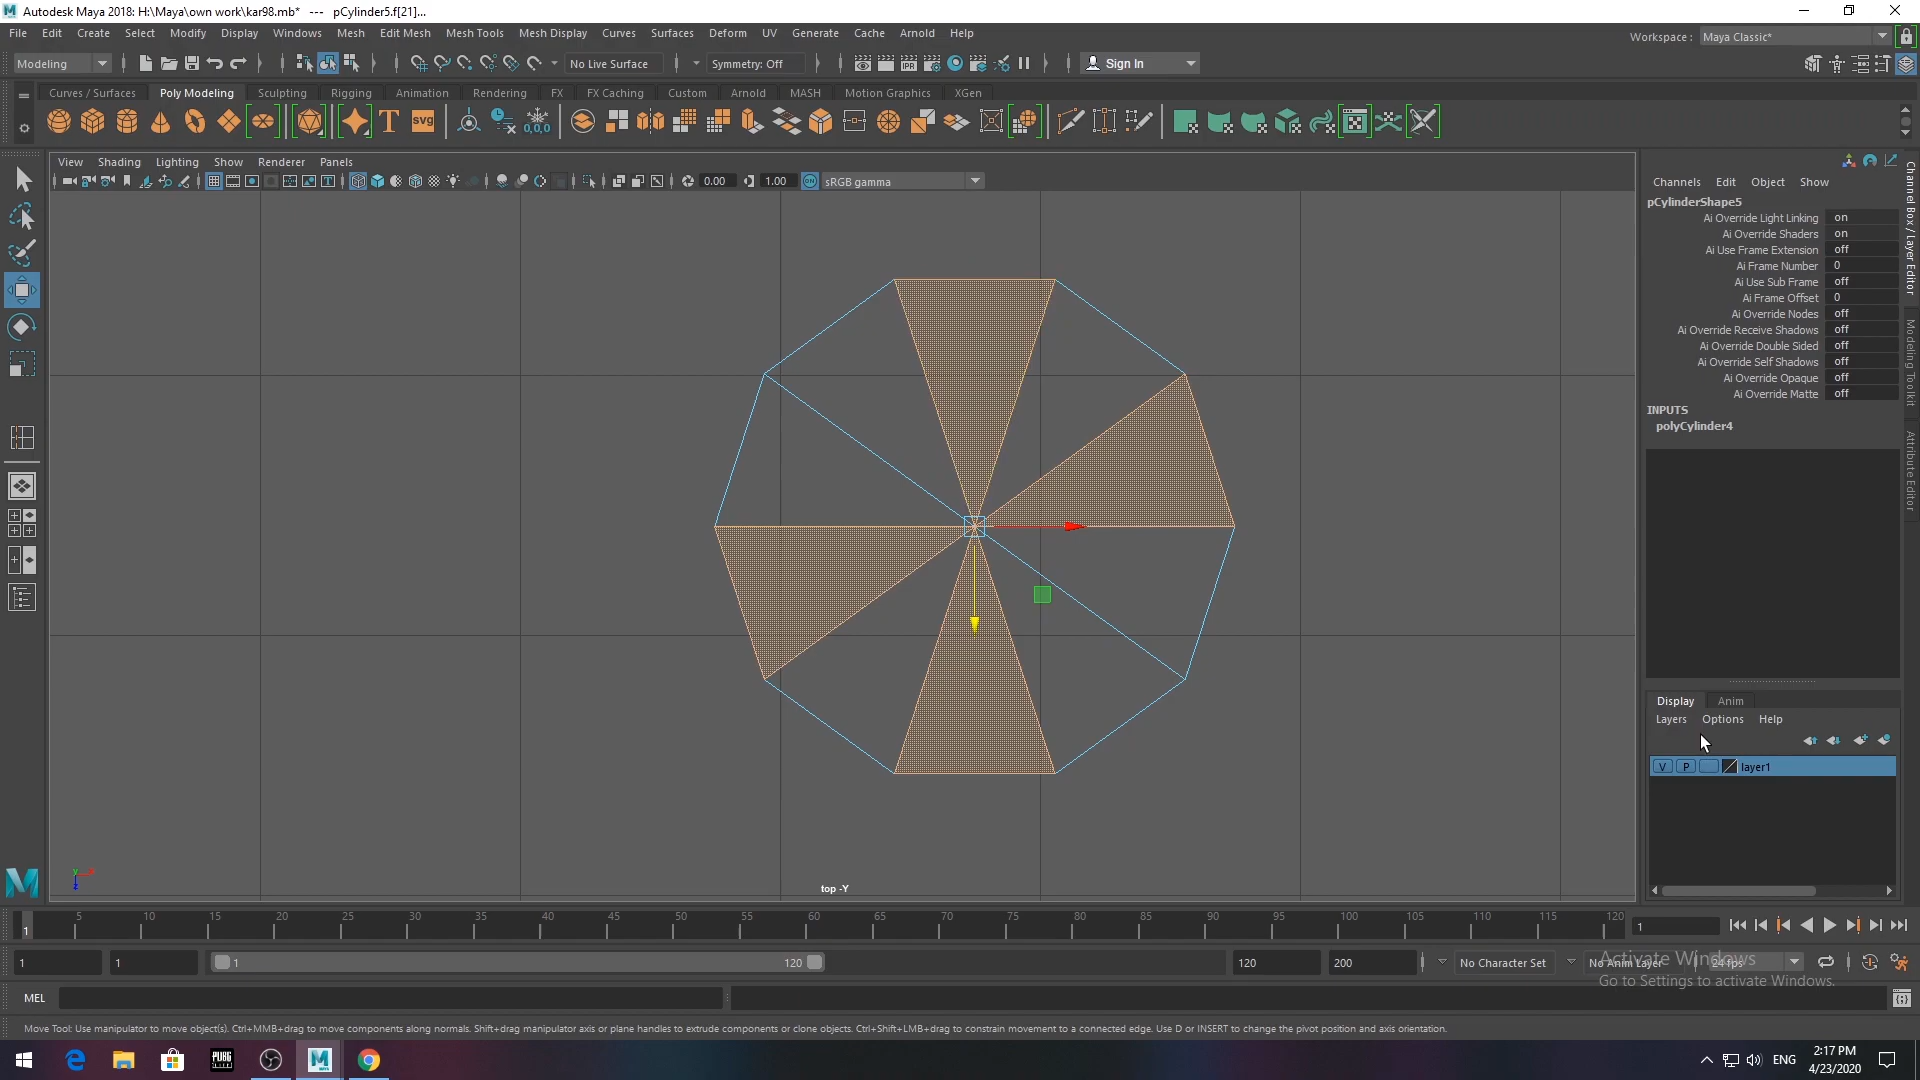 Autodesk Maya 2018: H:\Maya\own work\kar98.mb* --- pCylinder5.f[21]...
File Edit Create Select Modify Display Windows Mesh Edit Mesh Mesh Tools Mesh Display Curves Surfaces Deform UV Generate Cache Arnold Help
Workspace : Maya Classic*
Modeling No Live Surface Symmetry: Off Sign In
Curves / Surfaces Poly Modeling Sculpting Rigging Animation Rendering FX FX Caching Custom Arnold MASH Motion Graphics XGen
View Shading Lighting Show Renderer Panels
0.00 1.00 sRGB gamma
Channels Edit Object Show
pCylinderShape5
Ai Override Light Linking on
Ai Override Shaders on
Ai Use Frame Extension off
Ai Frame Number 0
Ai Use Sub Frame off
Ai Frame Offset 0
Ai Override Nodes off
Ai Override Receive Shadows off
Ai Override Double Sided off
Ai Override Self Shadows off
Ai Override Opaque off
Ai Override Matte off
INPUTS
polyCylinder4
Channel Box / Layer Editor
Modeling Toolkit
Attribute Editor
Display Anim
Layers Options Help
V P layer1
top -Y
5 10 15 20 25 30 35 40 45 50 55 60 65 70 75 80 85 90 95 100 105 110 115 120
1 1
1 1 1 120 120 200 No Character Set No Anim Layer 24 fps
Activate Windows
Go to Settings to activate Windows.
MEL
Move Tool: Use manipulator to move object(s). Ctrl+MMB+drag to move components along normals. Shift+drag manipulator axis or plane handles to extrude components or clone objects. Ctrl+Shift+LMB+drag to constrain movement to a connected edge. Use D or INSERT to change the pivot position and axis orientation.
ENG
2:17 PM
4/23/2020